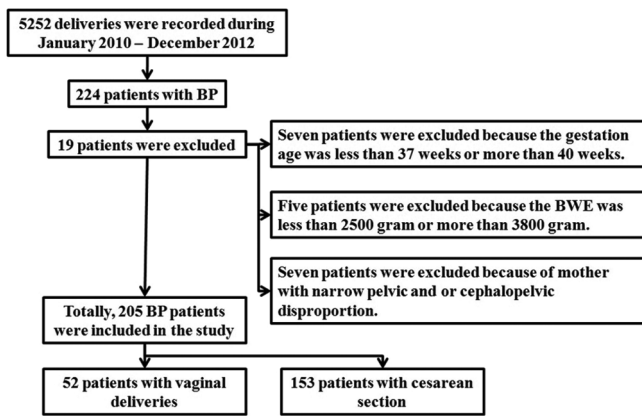 5252 deliveries were recorded during
January 2010 – December 2012
224 patients with BP
19 patients were excluded
Seven patients were excluded because the gestation
age was less than 37 weeks or more than 40 weeks.
Five patients were excluded because the BWE was
less than 2500 gram or more than 3800 gram.
Seven patients were excluded because of mother
with narrow pelvic and or cephalopelvic
disproportion.
Totally, 205 BP patients
were included in the study
52 patients with vaginal
deliveries
153 patients with cesarean
section